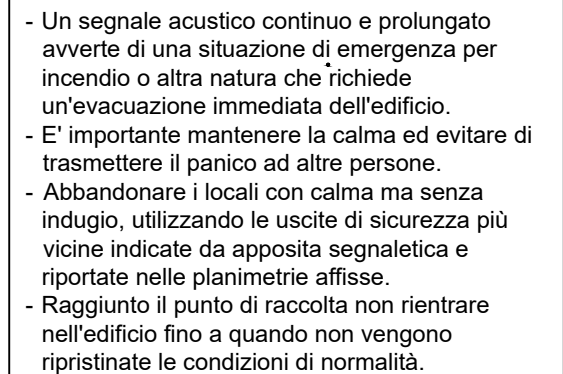 - Un segnale acustico continuo e prolungato
avverte di una situazione di emergenza per
incendio o altra natura che richiede
un'evacuazione immediata dell'edificio.
- E' importante mantenere la calma ed evitare di
trasmettere il panico ad altre persone.
- Abbandonare i locali con calma ma senza
indugio, utilizzando le uscite di sicurezza più
vicine indicate da apposita segnaletica e
riportate nelle planimetrie affisse.
- Raggiunto il punto di raccolta non rientrare
nell'edificio fino a quando non vengono
ripristinate le condizioni di normalità.